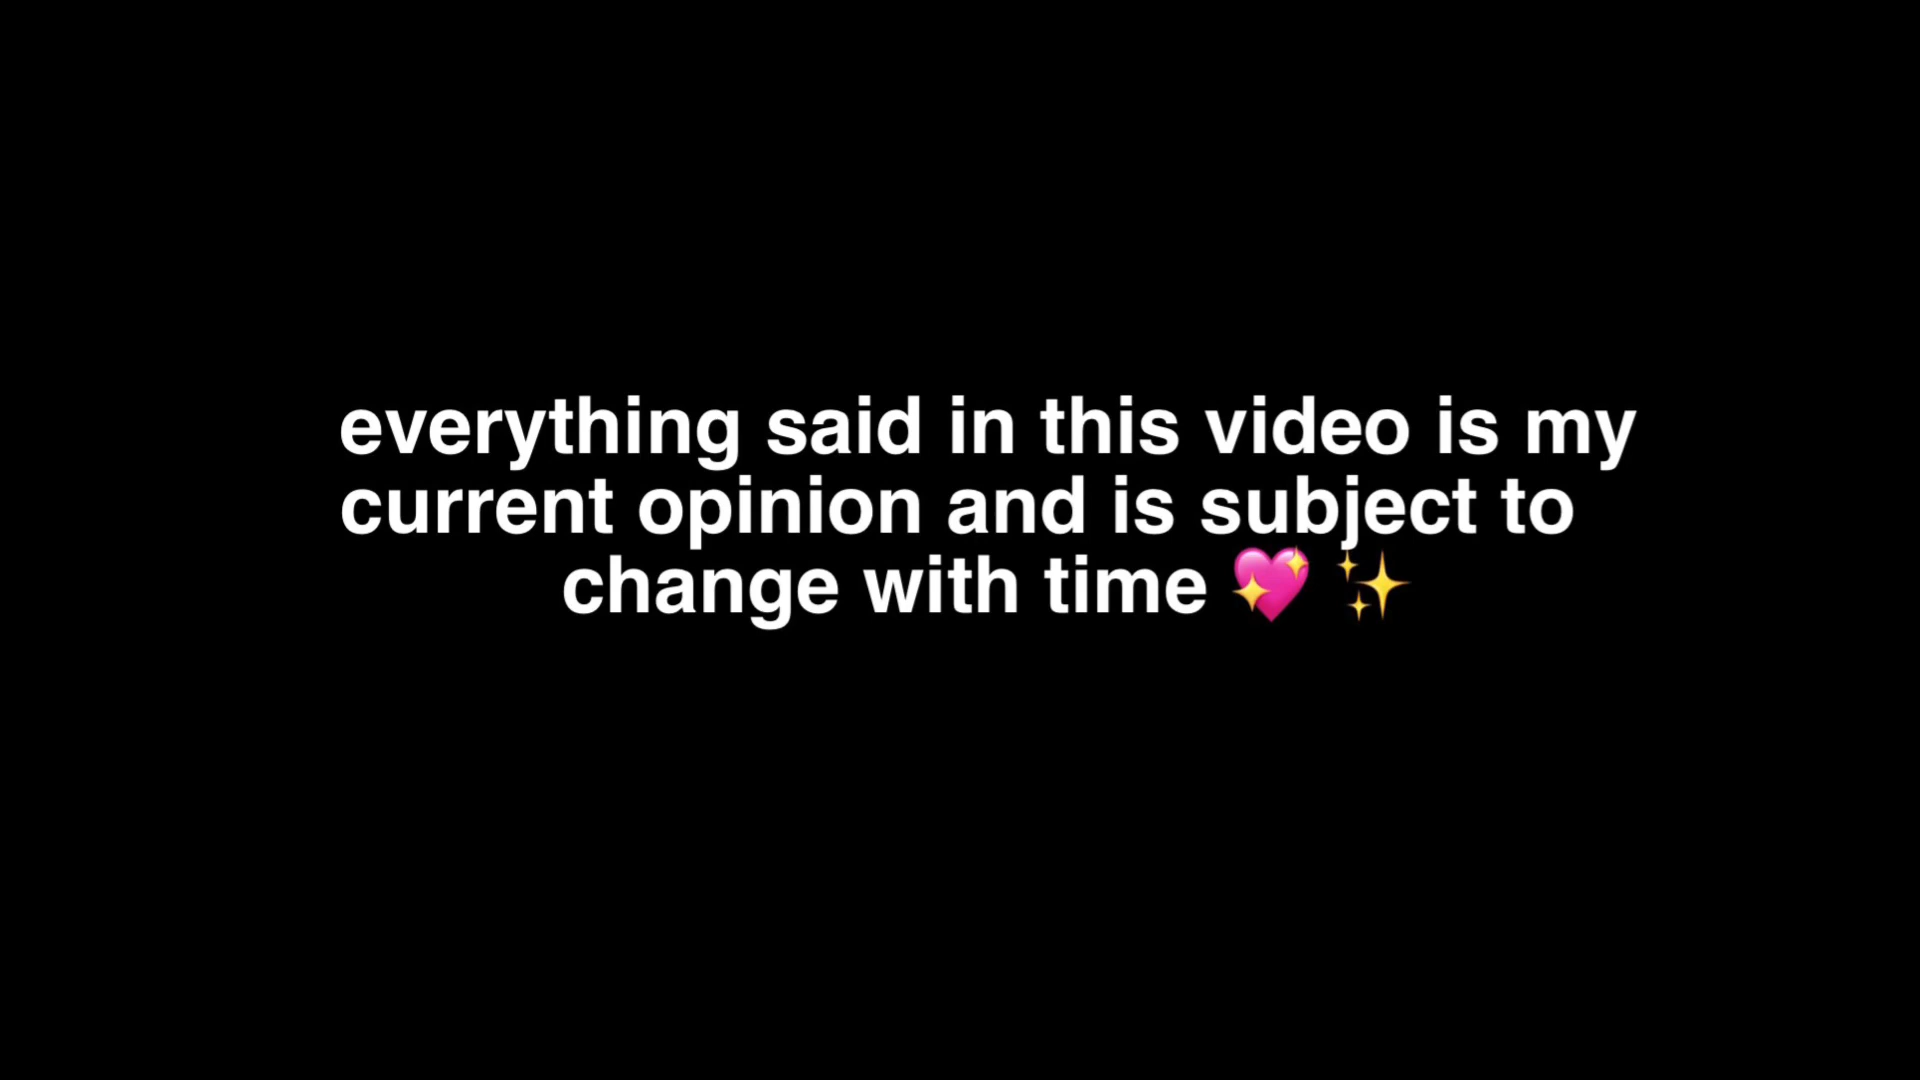 everything said in this video is my
current opinion and is subject to
change with time 💖 ✨